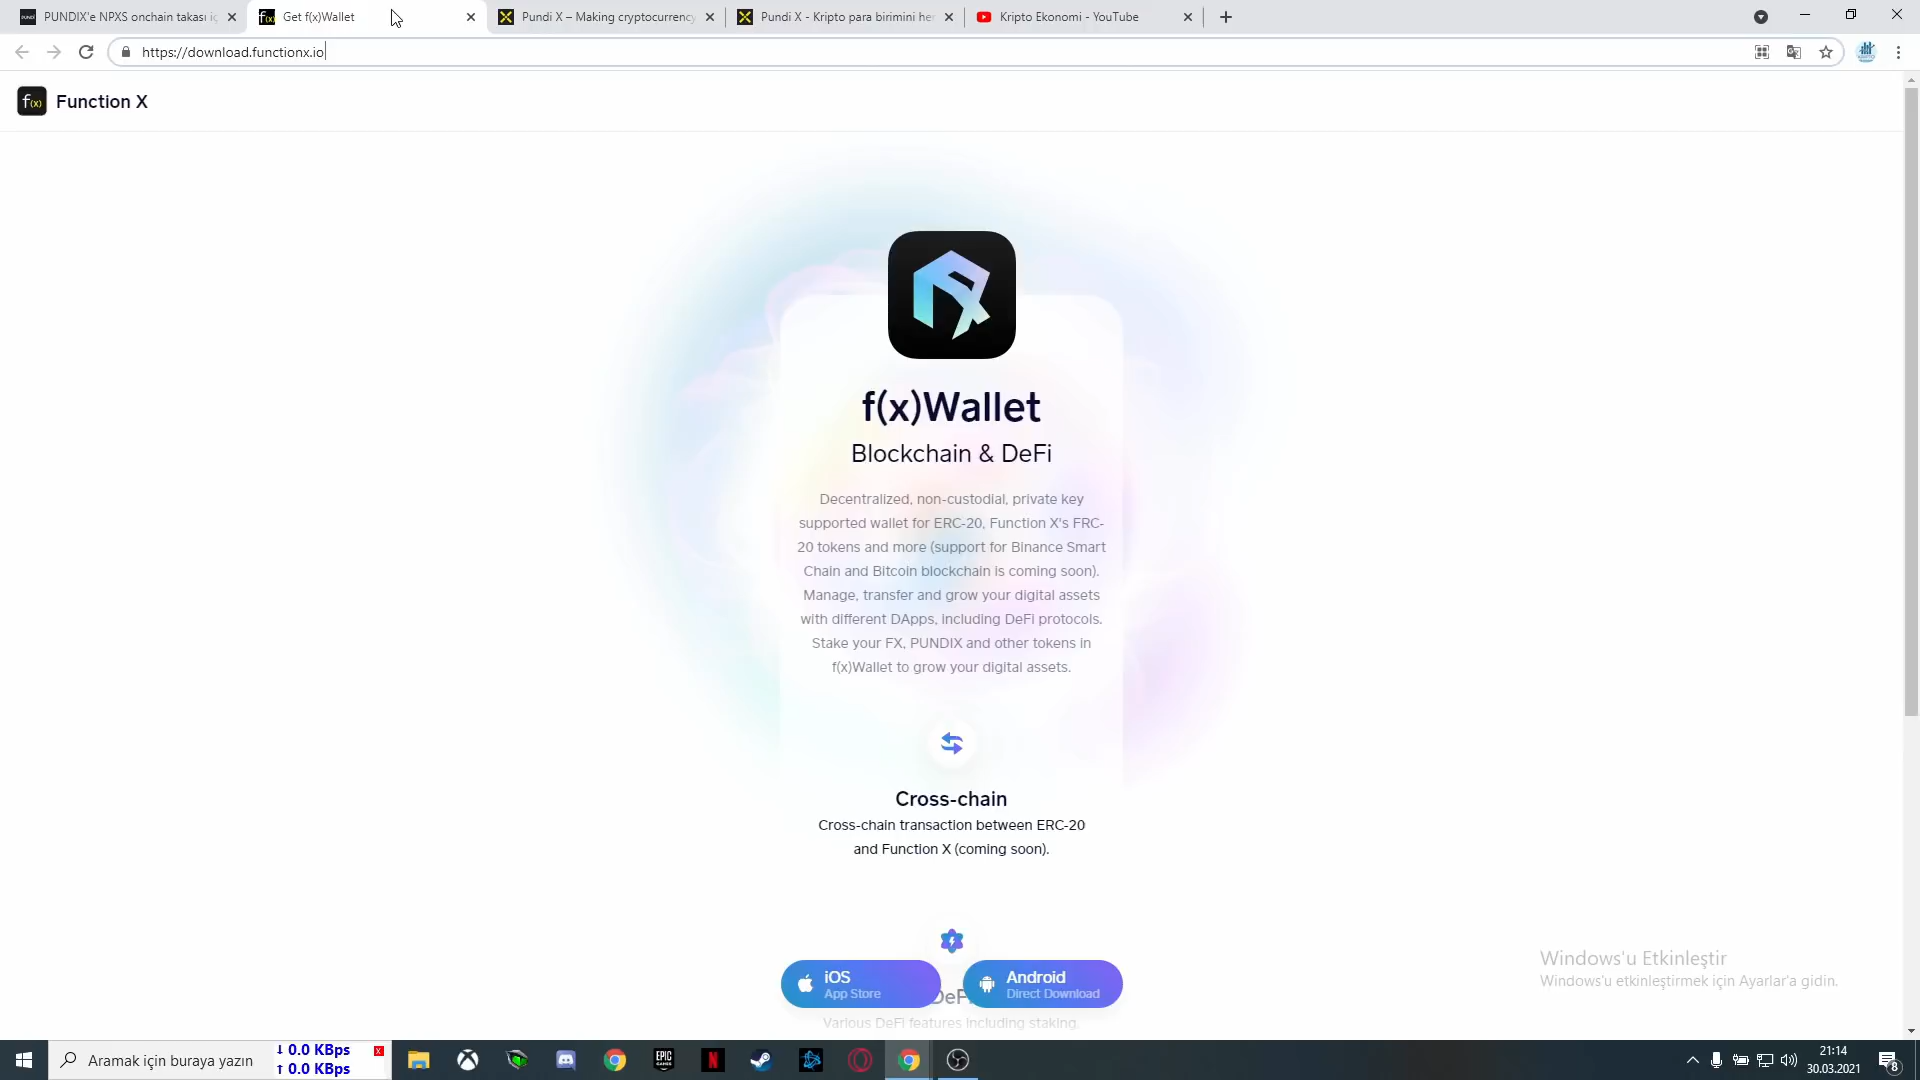 PUNDIX'e NPXS onchain takası iç
Get f(x)Wallet
Pundi X – Making cryptocurrency
Pundi X - Kripto para birimini her
Kripto Ekonomi - YouTube
https://download.functionx.io
f(x) Function X
f(x)Wallet
Blockchain & DeFi
Decentralized, non-custodial, private key
supported wallet for ERC-20, Function X's FRC-
20 tokens and more (support for Binance Smart
Chain and Bitcoin blockchain is coming soon).
Manage, transfer and grow your digital assets
with different DApps, including DeFi protocols.
Stake your FX, PUNDIX and other tokens in
f(x)Wallet to grow your digital assets.
Cross-chain
Cross-chain transaction between ERC-20
and Function X (coming soon).
iOS
App Store
Android
Direct Download
DeFi
Various DeFi features including staking.
Windows'u Etkinleştir
Windows'u etkinleştirmek için Ayarlar'a gidin.
Aramak için buraya yazın
↓ 0.0 KBps
↑ 0.0 KBps
EPIC
GAMES
21:14
30.03.2021
8